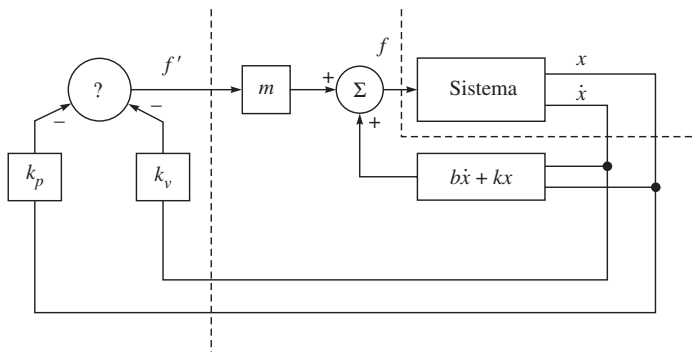 f
x
f′
+
Sistema
ẋ
?
m
Σ
−
−
+
k_p
k_v
bẋ + kx